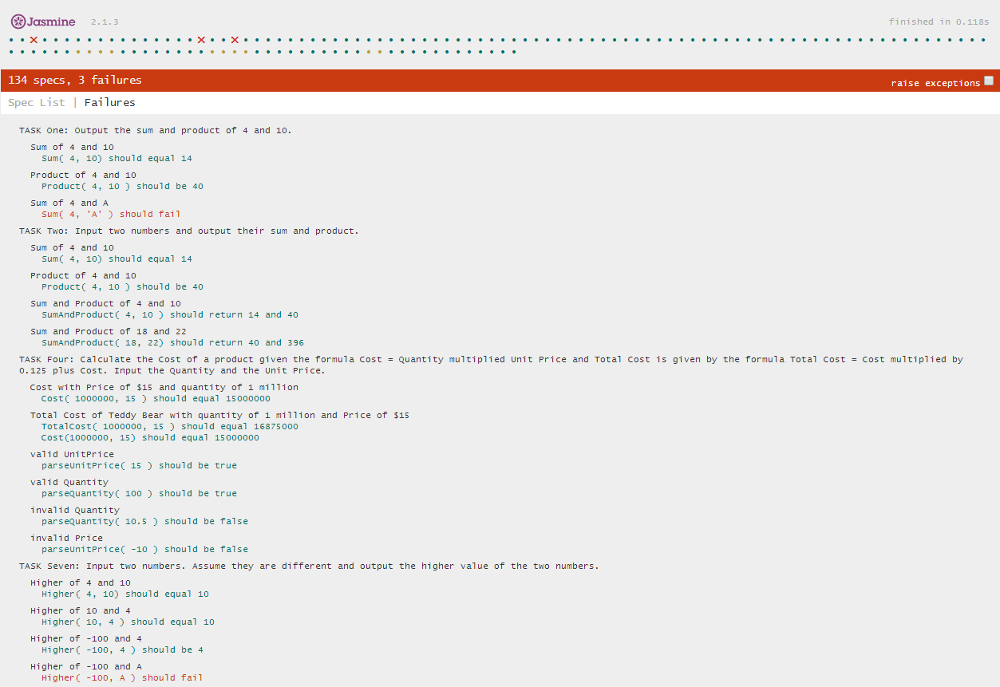 Jasmine 2.1.3 finished in 0.118s
134 specs, 3 failures raise exceptions
Spec List | Failures
TASK One: Output the sum and product of 4 and 10.
Sum of 4 and 10
Sum( 4, 10) should equal 14
Product of 4 and 10
Product( 4, 10 ) should be 40
Sum of 4 and A
Sum( 4, 'A' ) should fail
TASK Two: Input two numbers and output their sum and product.
Sum of 4 and 10
Sum( 4, 10) should equal 14
Product of 4 and 10
Product( 4, 10 ) should be 40
Sum and Product of 4 and 10
SumAndProduct( 4, 10 ) should return 14 and 40
Sum and Product of 18 and 22
SumAndProduct( 18, 22) should return 40 and 396
TASK Four: Calculate the Cost of a product given the formula Cost = Quantity multiplied Unit Price and Total Cost is given by the formula Total Cost = Cost multiplied by
0.125 plus Cost. Input the Quantity and the Unit Price.
Cost with Price of $15 and quantity of 1 million
Cost( 1000000, 15 ) should equal 15000000
Total Cost of Teddy Bear with quantity of 1 million and Price of $15
TotalCost( 1000000, 15 ) should equal 16875000
Cost(1000000, 15) should equal 15000000
valid UnitPrice
parseUnitPrice( 15 ) should be true
valid Quantity
parseQuantity( 100 ) should be true
invalid Quantity
parseQuantity( 10.5 ) should be false
invalid Price
parseUnitPrice( -10 ) should be false
TASK Seven: Input two numbers. Assume they are different and output the higher value of the two numbers.
Higher of 4 and 10
Higher( 4, 10) should equal 10
Higher of 10 and 4
Higher( 10, 4 ) should equal 10
Higher of -100 and 4
Higher( -100, 4 ) should be 4
Higher of -100 and A
Higher( -100, A ) should fail